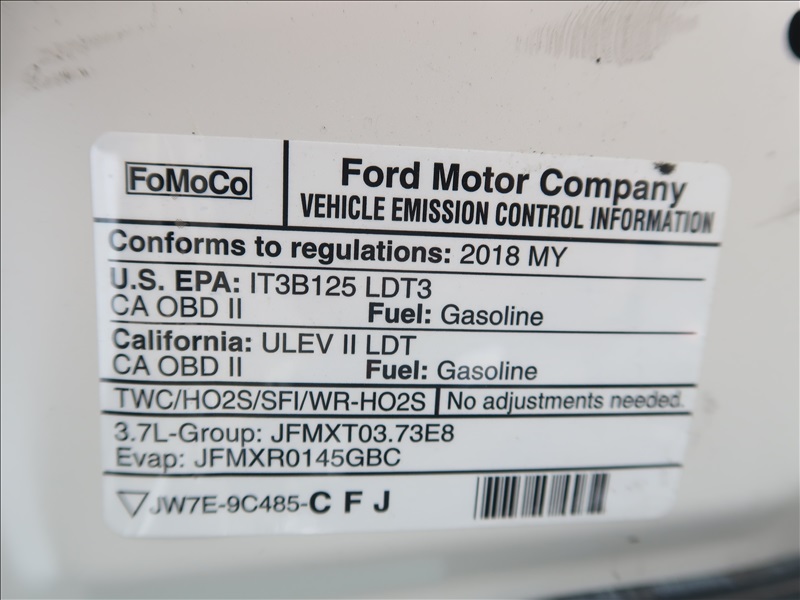 FoMoCo
Ford Motor Company
VEHICLE EMISSION CONTROL INFORMATION
Conforms to regulations: 2018 MY
U.S. EPA: IT3B125 LDT3
CA OBD II Fuel: Gasoline
California: ULEV II LDT
CA OBD II Fuel: Gasoline
TWC/HO2S/SFI/WR-HO2S No adjustments needed.
3.7L-Group: JFMXT03.73E8
Evap: JFMXR0145GBC
JW7E-9C485-C F J